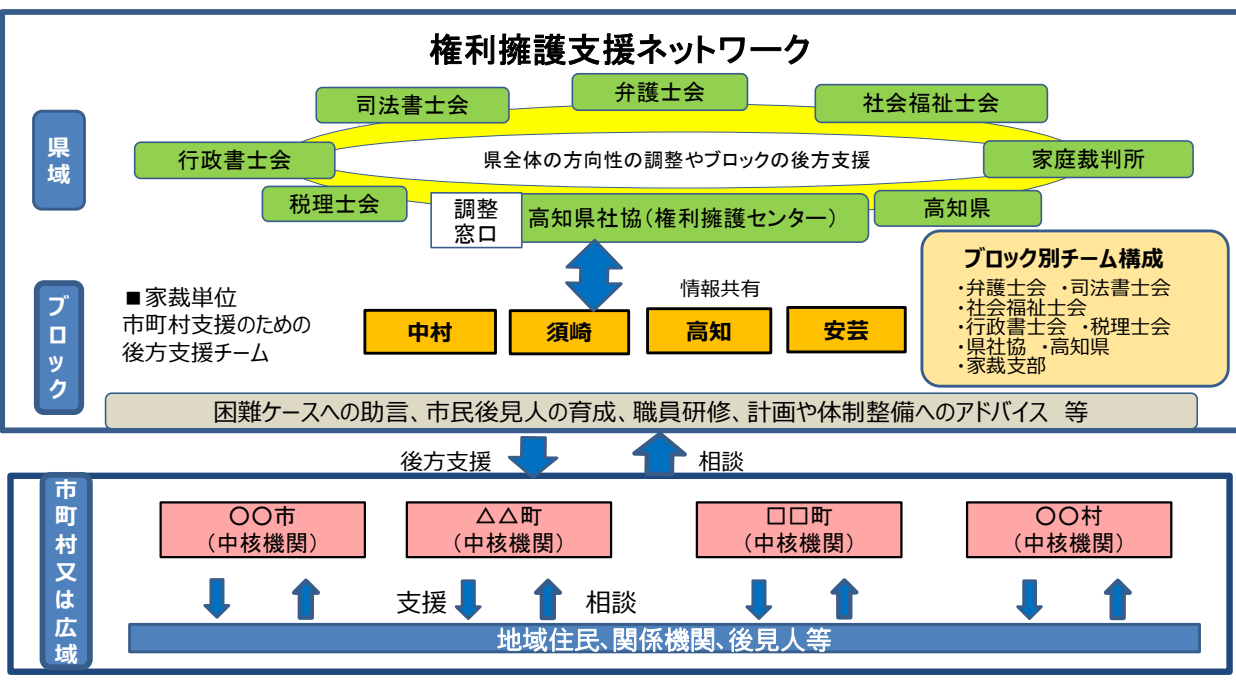 権利擁護支援ネットワーク
県域
司法書士会
弁護士会
社会福祉士会
行政書士会
県全体の方向性の調整やブロックの後方支援
家庭裁判所
税理士会
調整
窓口
高知県社協(権利擁護センター)
高知県
ブロック
■家裁単位
市町村支援のための
後方支援チーム
情報共有
中村
須崎
高知
安芸
ブロック別チーム構成
・弁護士会 ・司法書士会
・社会福祉士会
・行政書士会 ・税理士会
・県社協 ・高知県
・家裁支部
困難ケースへの助言、市民後見人の育成、職員研修、計画や体制整備へのアドバイス 等
後方支援
相談
市町村又は広域
〇〇市
(中核機関)
△△町
(中核機関)
□□町
(中核機関)
〇〇村
(中核機関)
支援
相談
地域住民、関係機関、後見人等